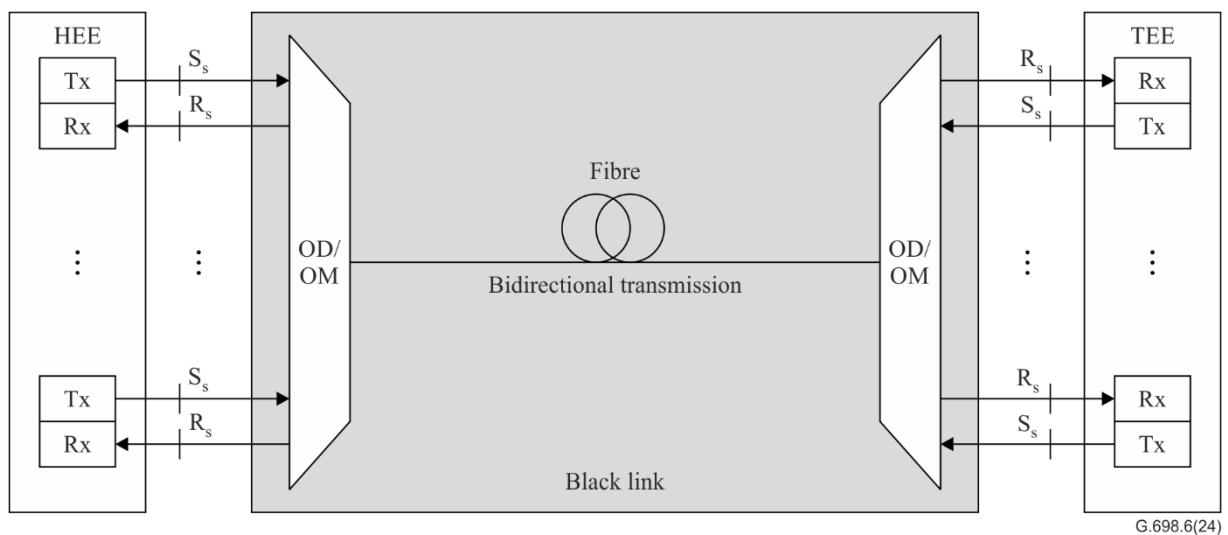 HEE
Tx
Rx
Ss
Rs
⋮
⋮
Tx
Rx
Ss
Rs
OD/
OM
Fibre
Bidirectional transmission
Black link
OD/
OM
Rs
Ss
⋮
⋮
Rs
Ss
TEE
Rx
Tx
Rx
Tx
G.698.6(24)